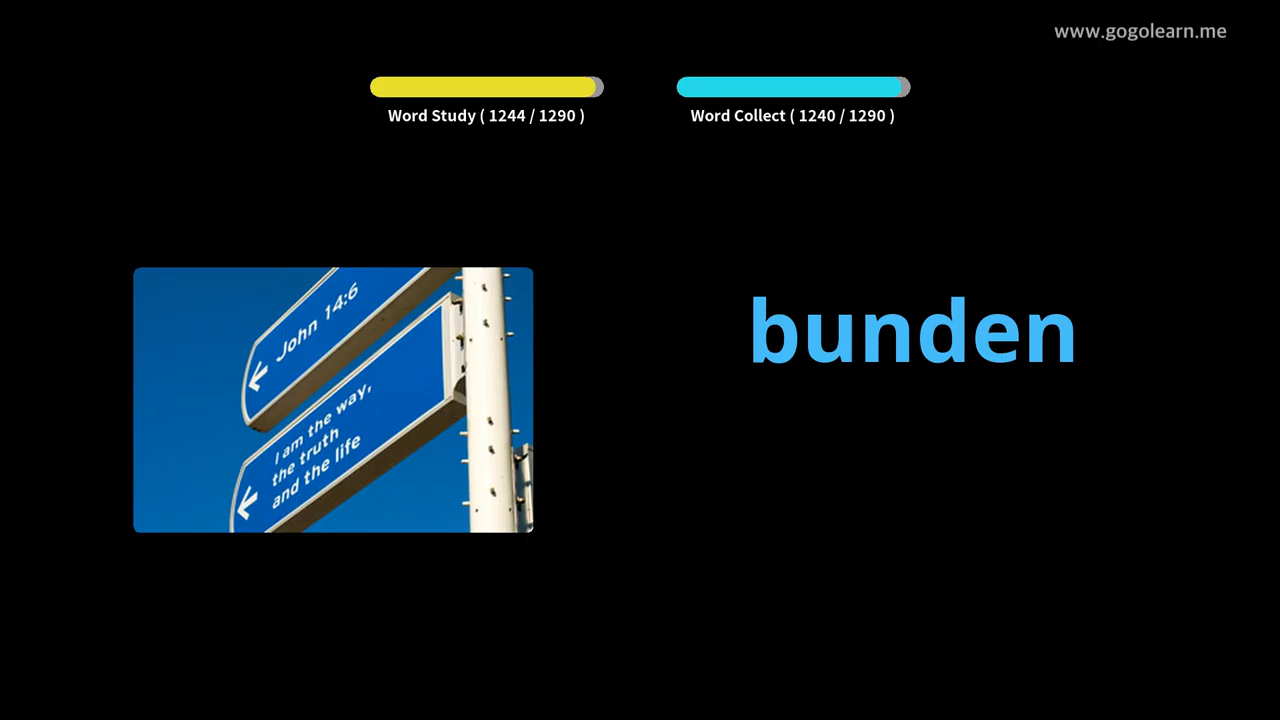 www.gogolearn.me
Word Study ( 1244 / 1290 )
Word Collect ( 1240 / 1290 )
John 14:6
I am the way,
the truth
and the life
bunden